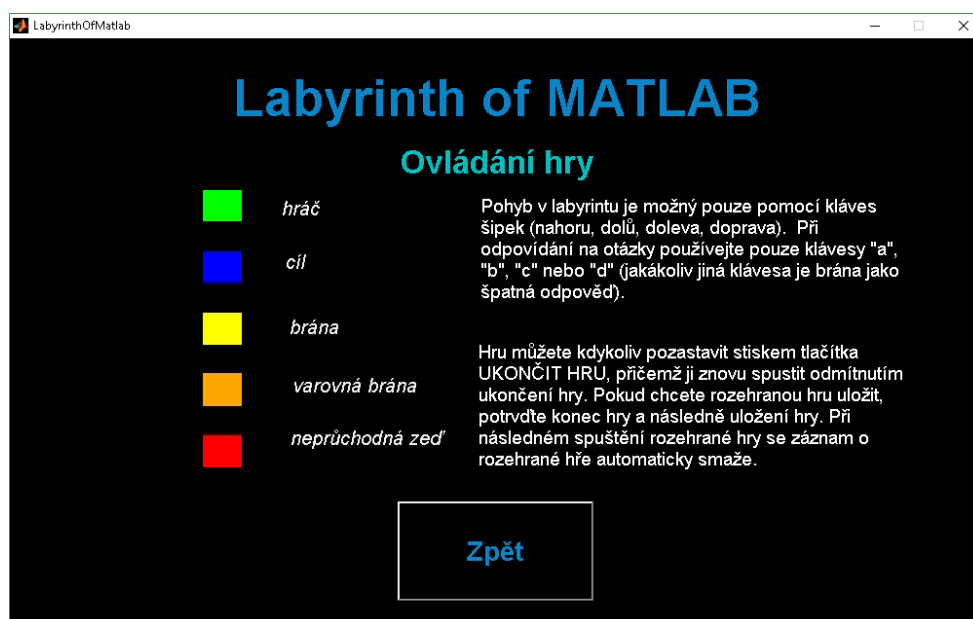 LabyrinthOfMatlab
Labyrinth of MATLAB
Ovládání hry
hráč
cíl
brána
varovná brána
neprůchodná zeď
Pohyb v labyrintu je možný pouze pomocí kláves
šipek (nahoru, dolů, doleva, doprava).  Při
odpovídání na otázky používejte pouze klávesy "a",
"b", "c" nebo "d" (jakákoliv jiná klávesa je brána jako
špatná odpověď).
Hru můžete kdykoliv pozastavit stiskem tlačítka
UKONČIT HRU, přičemž ji znovu spustit odmítnutím
ukončení hry. Pokud chcete rozehranou hru uložit,
potrvďte konec hry a následně uložení hry. Při
následném spuštění rozehrané hry se záznam o
rozehrané hře automaticky smaže.
Zpět